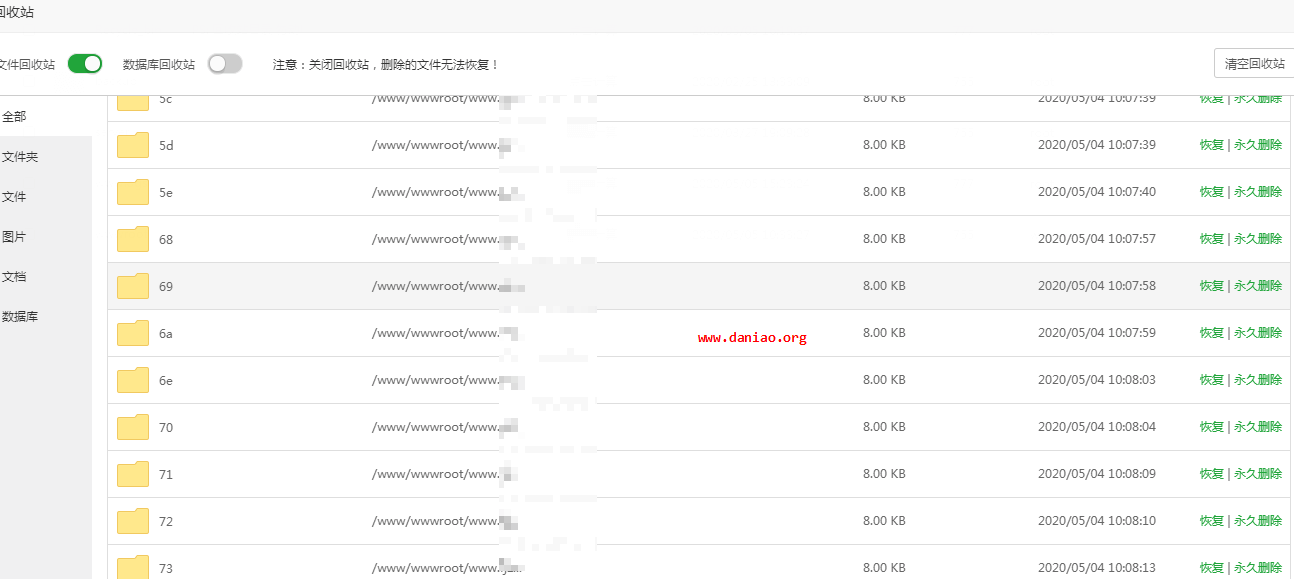 回收站
文件回收站 数据库回收站 注意：关闭回收站，删除的文件无法恢复！ 清空回收站
全部
文件夹
文件
图片
文档
数据库
5c /www/wwwroot/www. 8.00 KB 2020/05/04 10:07:39 恢复 | 永久删除
5d /www/wwwroot/www. 8.00 KB 2020/05/04 10:07:39 恢复 | 永久删除
5e /www/wwwroot/www. 8.00 KB 2020/05/04 10:07:40 恢复 | 永久删除
68 /www/wwwroot/www. 8.00 KB 2020/05/04 10:07:57 恢复 | 永久删除
69 /www/wwwroot/www. 8.00 KB 2020/05/04 10:07:58 恢复 | 永久删除
6a /www/wwwroot/www. 8.00 KB 2020/05/04 10:07:59 恢复 | 永久删除
www.daniao.org
6e /www/wwwroot/www. 8.00 KB 2020/05/04 10:08:03 恢复 | 永久删除
70 /www/wwwroot/www. 8.00 KB 2020/05/04 10:08:04 恢复 | 永久删除
71 /www/wwwroot/www. 8.00 KB 2020/05/04 10:08:09 恢复 | 永久删除
72 /www/wwwroot/www. 8.00 KB 2020/05/04 10:08:10 恢复 | 永久删除
73 /www/wwwroot/www. 8.00 KB 2020/05/04 10:08:13 恢复 | 永久删除